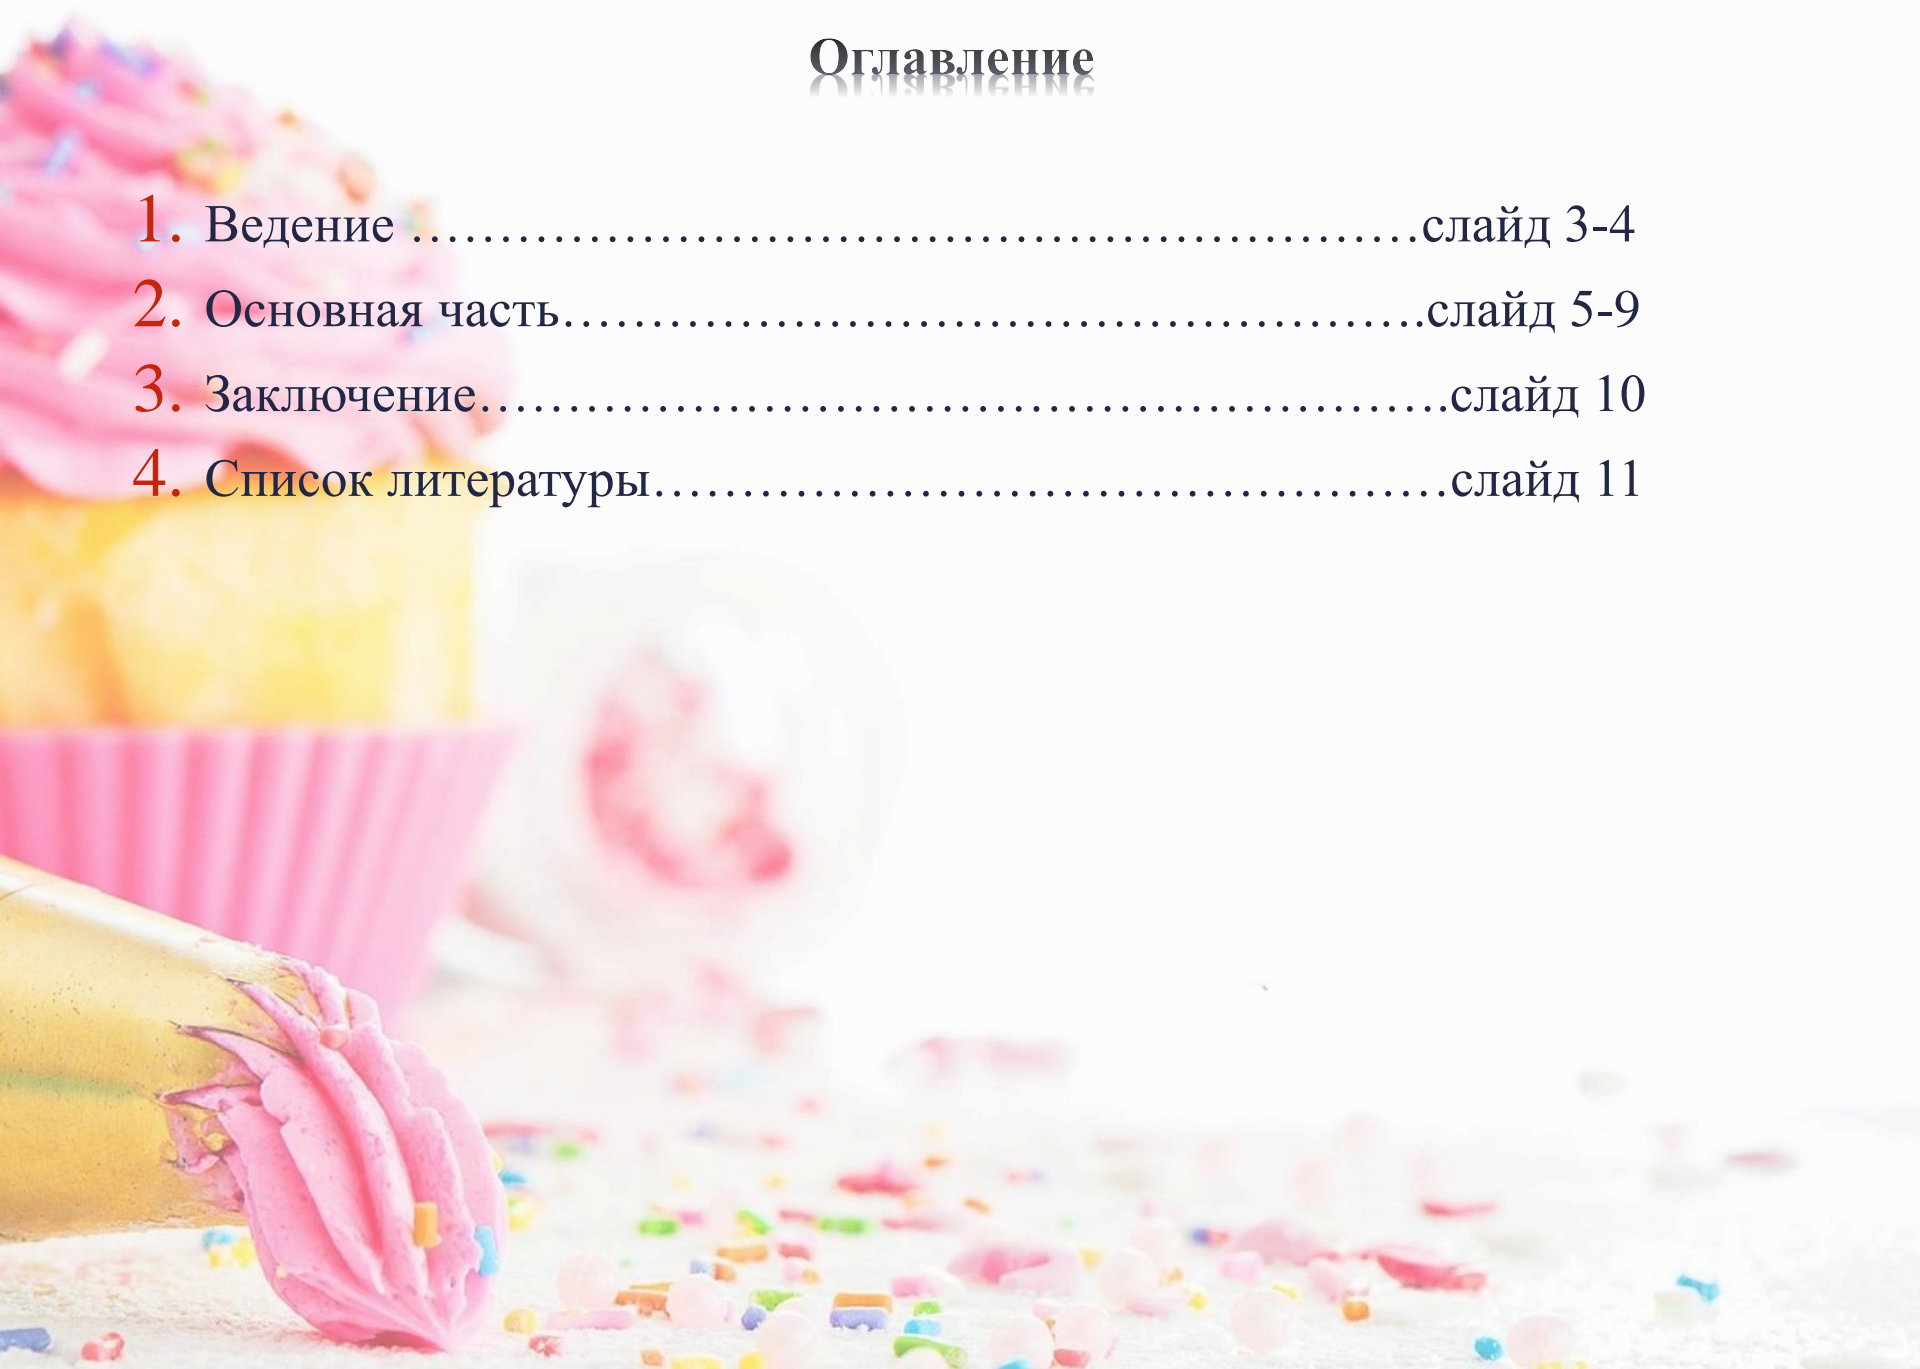 Оглавление
1. Ведение …………………………………………………слайд 3-4
2. Основная часть………………………………………….слайд 5-9
3. Заключение……………………………………………….слайд 10
4. Список литературы………………………………………слайд 11